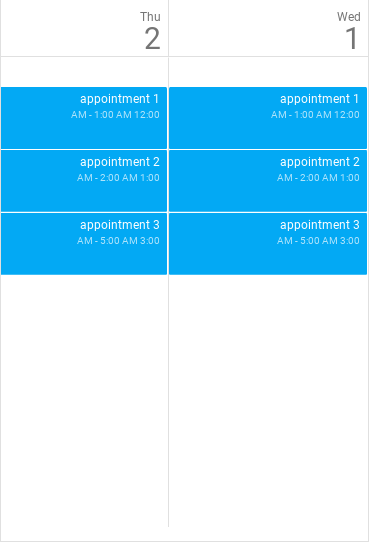 Thu
2
appointment 1
AM - 1:00 AM 12:00
appointment 2
AM - 2:00 AM 1:00
appointment 3
AM - 5:00 AM 3:00
Wed
1
appointment 1
AM - 1:00 AM 12:00
appointment 2
AM - 2:00 AM 1:00
appointment 3
AM - 5:00 AM 3:00